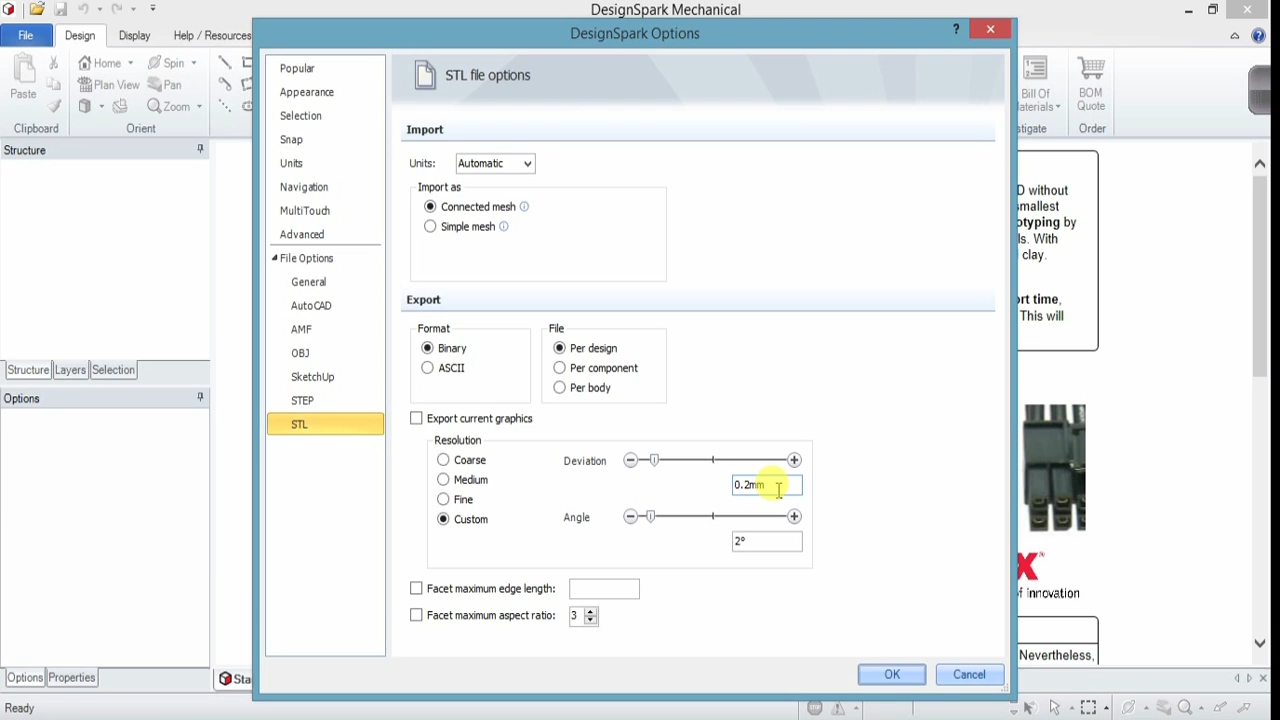 DesignSpark Mechanical
File
Design
Display
Help / Resources
DesignSpark Options
?
Paste
Home
Spin
Plan View
Pan
Zoom
Clipboard
Orient
Bill Of
BOM
Quote
Order
Structure
Structure
Layers
Selection
Options
Options
Properties
Ready
Popular
Appearance
Selection
Snap
Units
Navigation
MultiTouch
Advanced
File Options
General
AutoCAD
AMF
OBJ
SketchUp
STEP
STL
STL file options
Import
Units:
Automatic
Import as
Connected mesh
Simple mesh
Export
Format
Binary
ASCII
File
Per design
Per component
Per body
Export current graphics
Resolution
Coarse
Medium
Fine
Custom
Deviation
0.2mm
Angle
2°
Facet maximum edge length:
Facet maximum aspect ratio:
3
OK
Cancel
D without
smallest
otyping by
ls. With
clay.
rt time,
This will
X®
of innovation
Nevertheless,